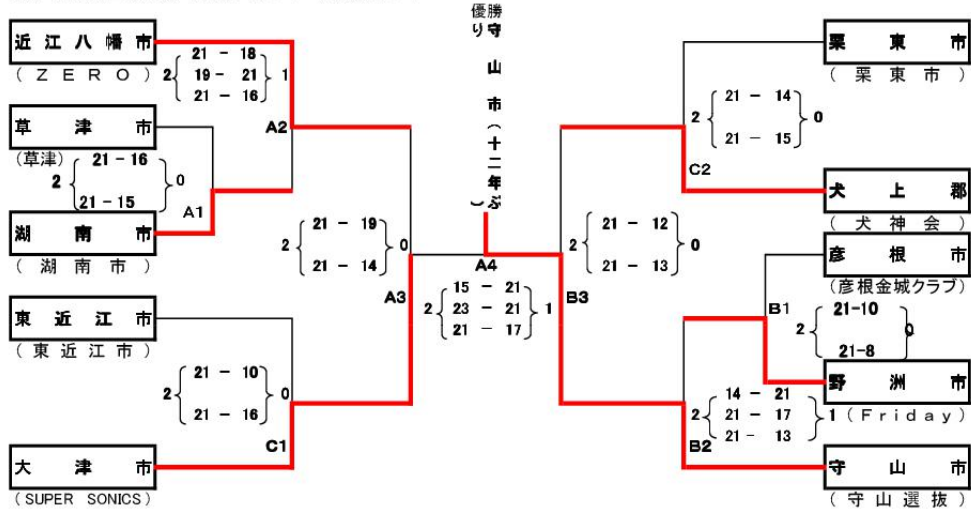 優勝 守山市(十二年ぶり)
近江八幡市
(ZERO)
2 21 - 18 1
19 - 21
21 - 16
A2
草津市
(草津)
2 21 - 16 0
21 - 15
A1
湖南市
(湖南市)
2 21 - 19 0
21 - 14
A3
東近江市
(東近江市)
2 21 - 10 0
21 - 16
C1
大津市
(SUPER SONICS)
A4
2 15 - 21 1
23 - 21
21 - 17
栗東市
(栗東市)
2 21 - 14 0
21 - 15
C2
犬上郡
(犬神会)
2 21 - 12 0
21 - 13
B3
彦根市
(彦根金城クラブ)
B1
2 21-10 0
21-8
野洲市
(Friday)
2 14 - 21 1
21 - 17
21 - 13
B2
守山市
(守山選抜)